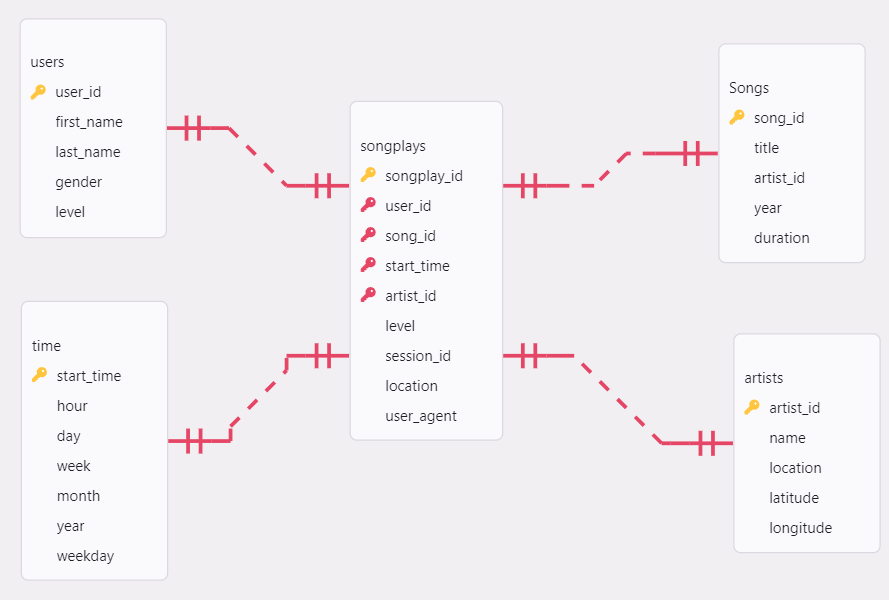 users
user_id
first_name
last_name
gender
level
time
start_time
hour
day
week
month
year
weekday
songplays
songplay_id
user_id
song_id
start_time
artist_id
level
session_id
location
user_agent
Songs
song_id
title
artist_id
year
duration
artists
artist_id
name
location
latitude
longitude